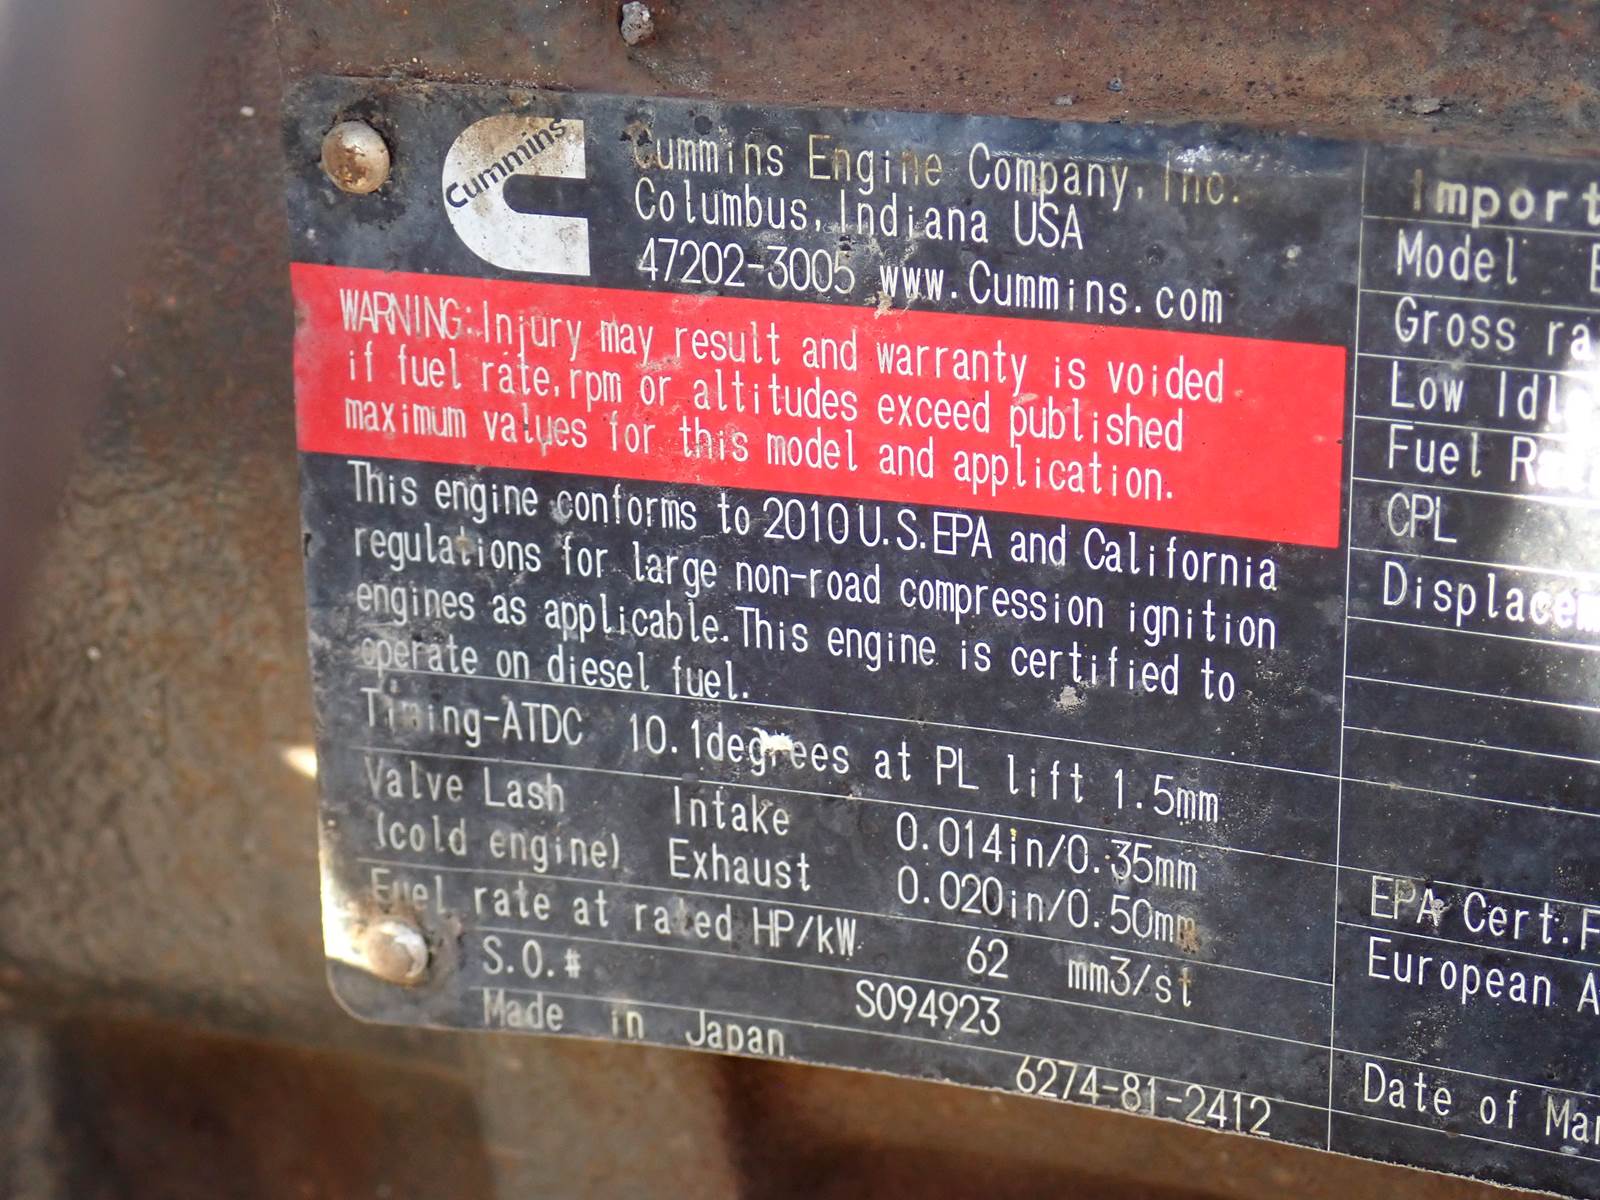 Cummins
Cummins Engine Company, Inc.
Columbus, Indiana USA
47202-3005 www.Cummins.com
WARNING: Injury may result and warranty is voided
if fuel rate, rpm or altitudes exceed published
maximum values for this model and application.
This engine conforms to 2010 U.S. EPA and California
regulations for large non-road compression ignition
engines as applicable. This engine is certified to
operate on diesel fuel.
Timing-ATDC 10.1degrees at PL lift 1.5mm
Valve Lash Intake 0.014in/0.35mm
(cold engine) Exhaust 0.020in/0.50mm
Fuel rate at rated HP/kW 62 mm3/st
S.O.# S094923
Made in Japan
6274-81-2412
Import
Model
Gross ra
Low Idl
Fuel Ra
CPL
Displacem
EPA Cert. F
European A
Date of Ma